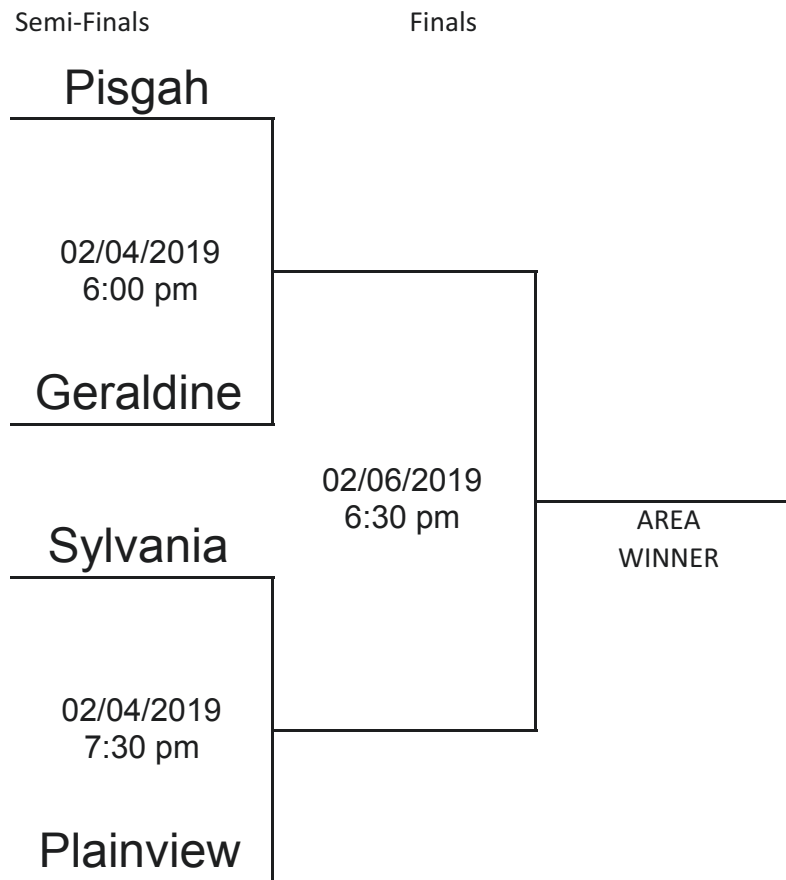 Semi-Finals
Finals
Pisgah
02/04/2019
6:00 pm
Geraldine
02/06/2019
6:30 pm
AREA
WINNER
Sylvania
02/04/2019
7:30 pm
Plainview